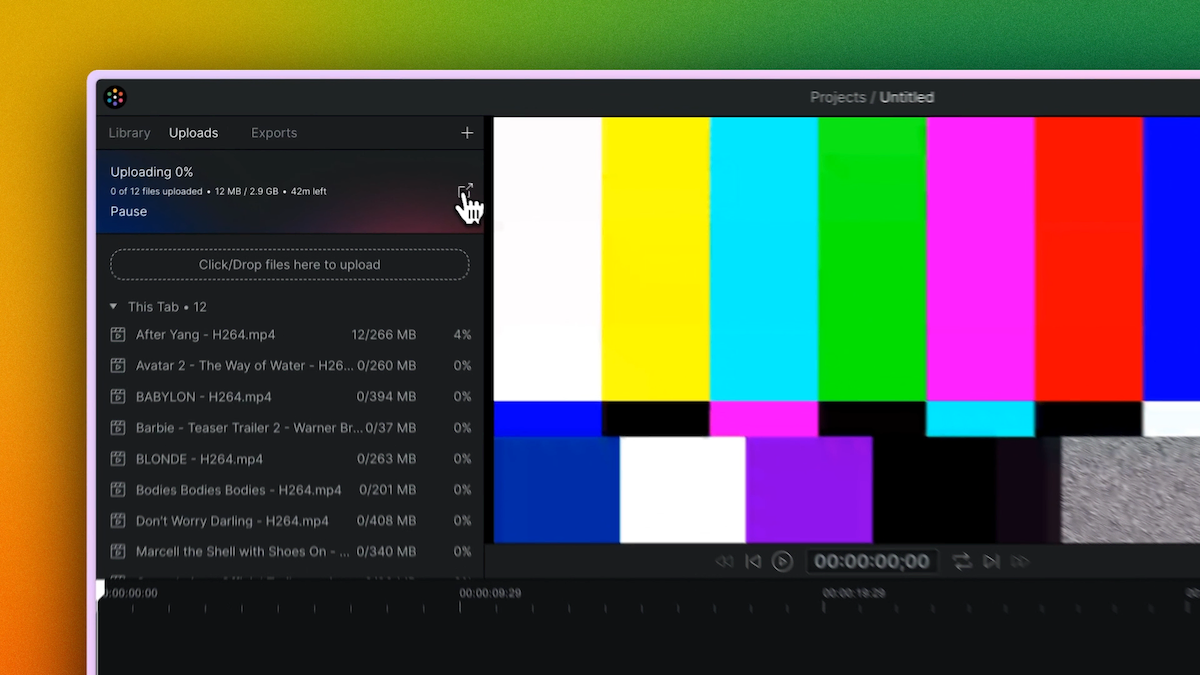 Projects / Untitled
Library Uploads Exports +
Uploading 0%
0 of 12 files uploaded • 12 MB / 2.9 GB • 42m left
Pause
Click/Drop files here to upload
This Tab • 12
After Yang - H264.mp4 12/266 MB 4%
Avatar 2 - The Way of Water - H26... 0/260 MB 0%
BABYLON - H264.mp4 0/394 MB 0%
Barbie - Teaser Trailer 2 - Warner Br... 0/37 MB 0%
BLONDE - H264.mp4 0/263 MB 0%
Bodies Bodies Bodies - H264.mp4 0/201 MB 0%
Don't Worry Darling - H264.mp4 0/408 MB 0%
Marcell the Shell with Shoes On - ... 0/340 MB 0%
00:00:00;00
0:00:00:00 00:00:09:29 00:00:19:29